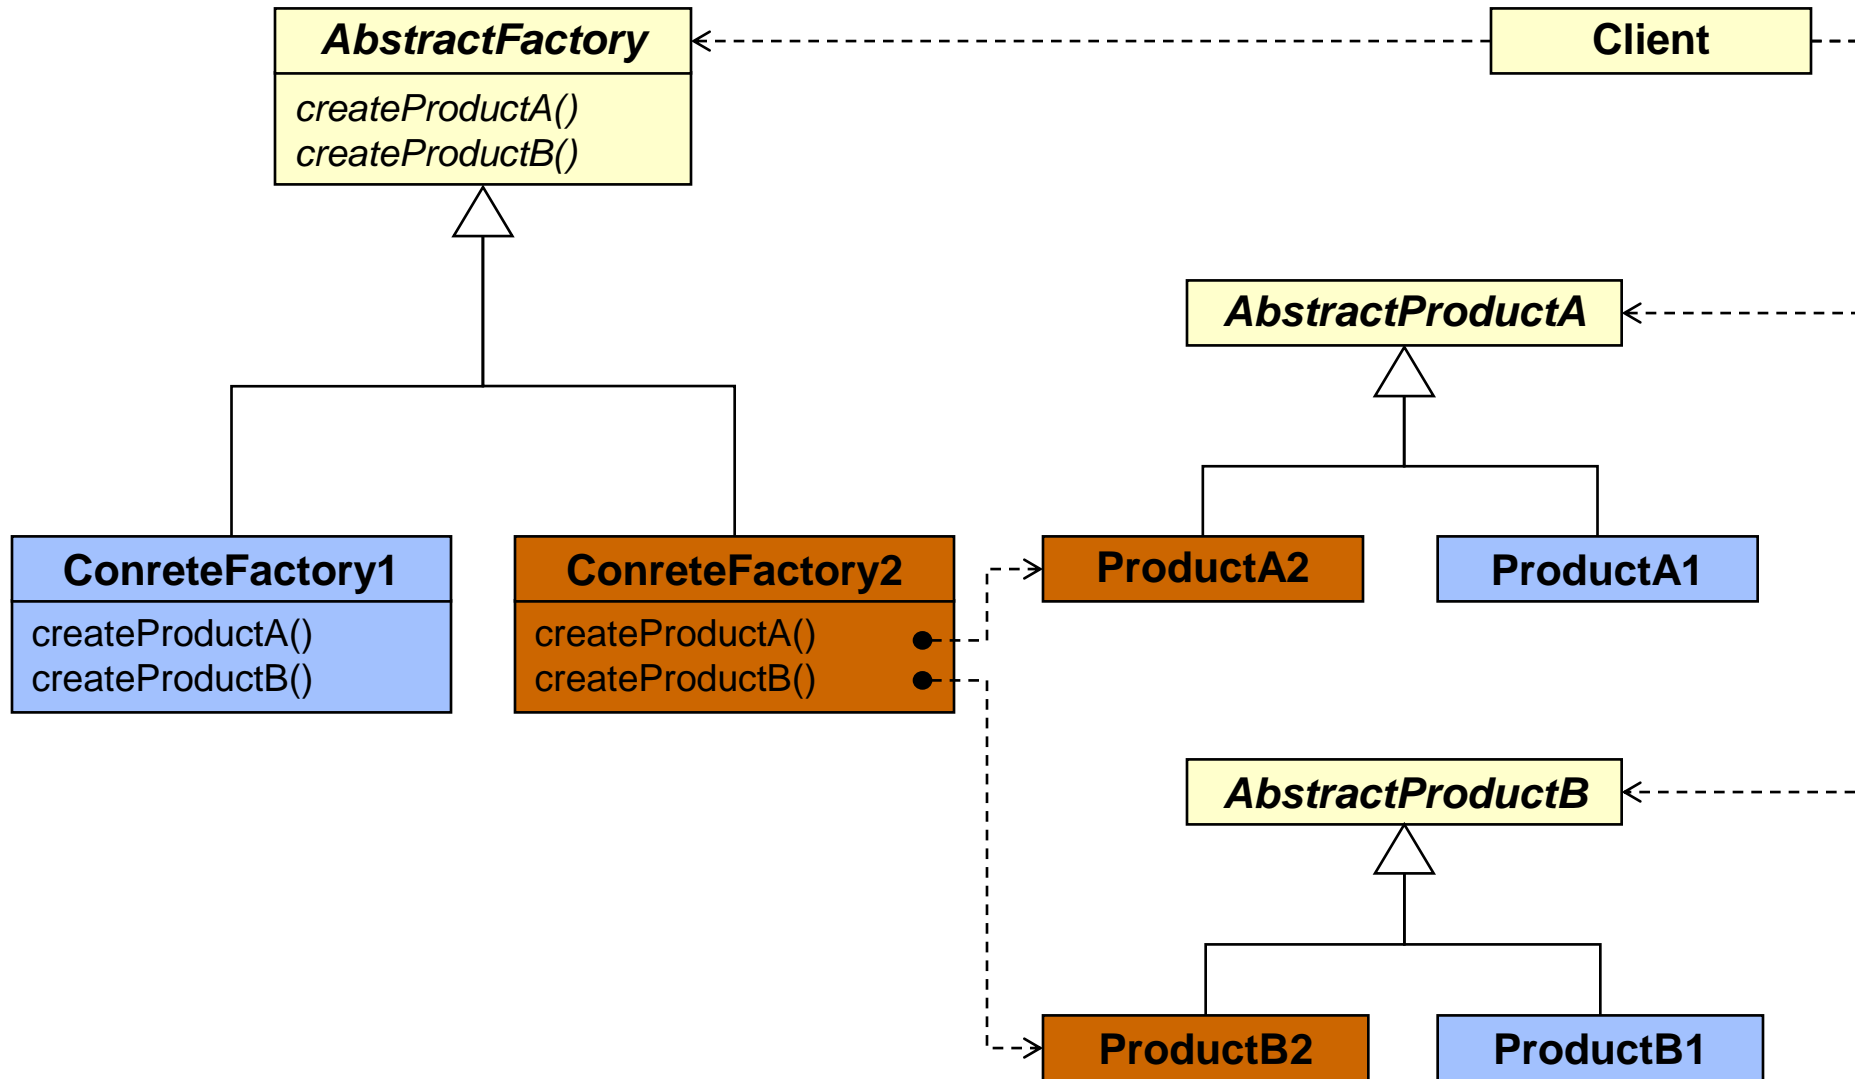 AbstractFactory
createProductA()
createProductB()
Client
AbstractProductA
ConreteFactory1
createProductA()
createProductB()
ConreteFactory2
createProductA()
createProductB()
ProductA2
ProductA1
AbstractProductB
ProductB2
ProductB1